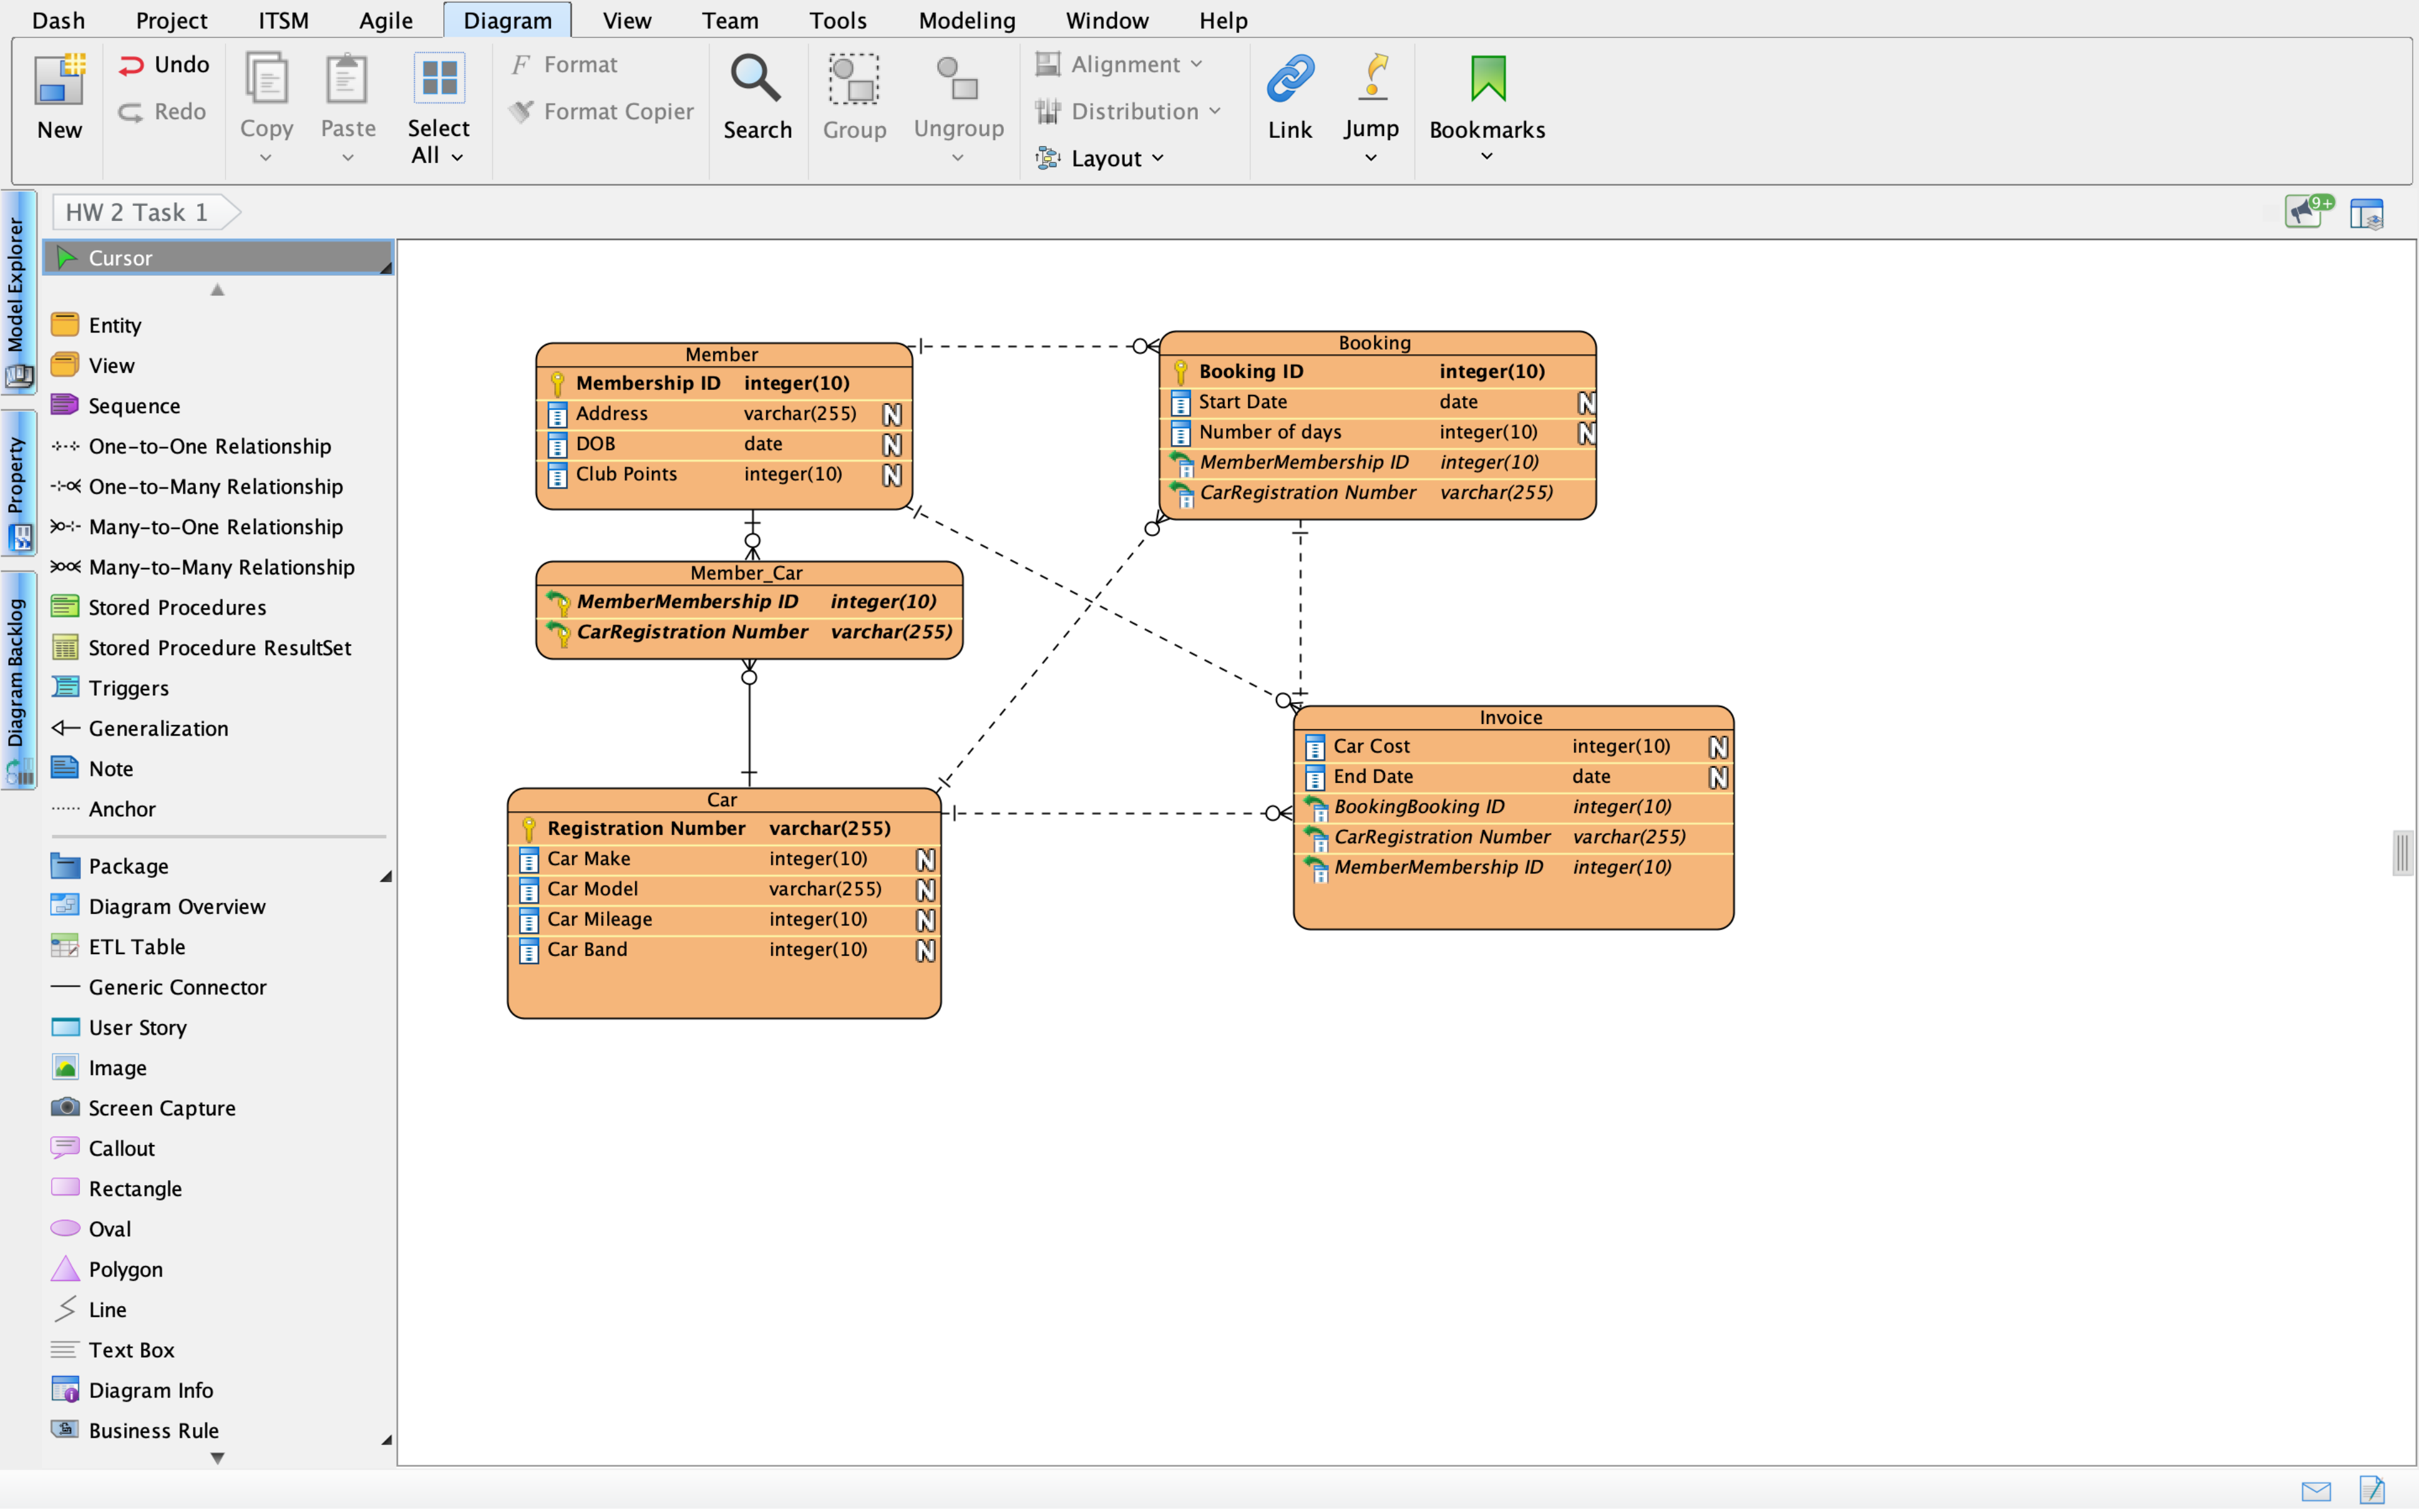 Dash Project ITSM Agile Diagram View Team Tools Modeling Window Help
New
Undo
Redo
Copy
Paste
Select
All
Format
Format Copier
Search
Group
Ungroup
Alignment
Distribution
Layout
Link
Jump
Bookmarks
Model Explorer
Property
Diagram Backlog
HW 2 Task 1
9+
Cursor
Entity
View
Sequence
One-to-One Relationship
One-to-Many Relationship
Many-to-One Relationship
Many-to-Many Relationship
Stored Procedures
Stored Procedure ResultSet
Triggers
Generalization
Note
Anchor
Package
Diagram Overview
ETL Table
Generic Connector
User Story
Image
Screen Capture
Callout
Rectangle
Oval
Polygon
Line
Text Box
Diagram Info
Business Rule
Member
Membership ID integer(10)
Address varchar(255) N
DOB date N
Club Points integer(10) N
Booking
Booking ID integer(10)
Start Date date N
Number of days integer(10) N
MemberMembership ID integer(10)
CarRegistration Number varchar(255)
Member_Car
MemberMembership ID integer(10)
CarRegistration Number varchar(255)
Car
Registration Number varchar(255)
Car Make integer(10) N
Car Model varchar(255) N
Car Mileage integer(10) N
Car Band integer(10) N
Invoice
Car Cost integer(10) N
End Date date N
BookingBooking ID integer(10)
CarRegistration Number varchar(255)
MemberMembership ID integer(10)